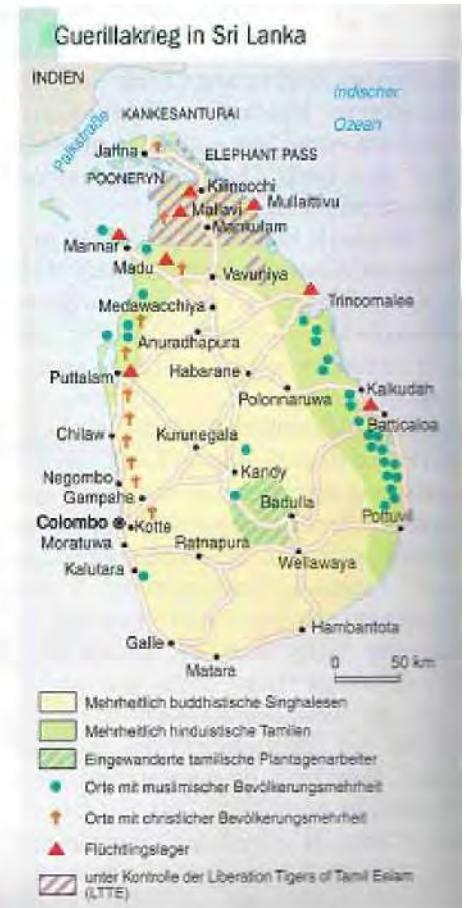 Guerillakrieg in Sri Lanka
INDIEN
Indischer
Ozean
Palkstraße
KANKESANTURAI
Jaffna
ELEPHANT PASS
POONERYN
Kilinochi
Mullaittivu
Mallavi
Mankulam
Mannar
Madu
Vavuniya
Trincomalee
Medawacchiya
Anuradhapura
Puttalam
Habarane
Kalkudah
Polonnaruwa
Batticaloa
Chilaw
Kurunegala
Kandy
Negombo
Gampaha
Badulla
Pottuvil
Colombo
Kotte
Moratuwa
Ratnapura
Wellawaya
Kalutara
Hambantota
Galle
Matara
0 50 km
Mehrheitlich buddhistische Singhalesen
Mehrheitlich hinduistische Tamilen
Eingewanderte tamilische Plantagenarbeiter
Orte mit muslimischer Bevölkerungsmehrheit
Orte mit christlicher Bevölkerungsmehrheit
Flüchtlingslager
unter Kontrolle der Liberation Tigers of Tamil Eelam
(LTTE)